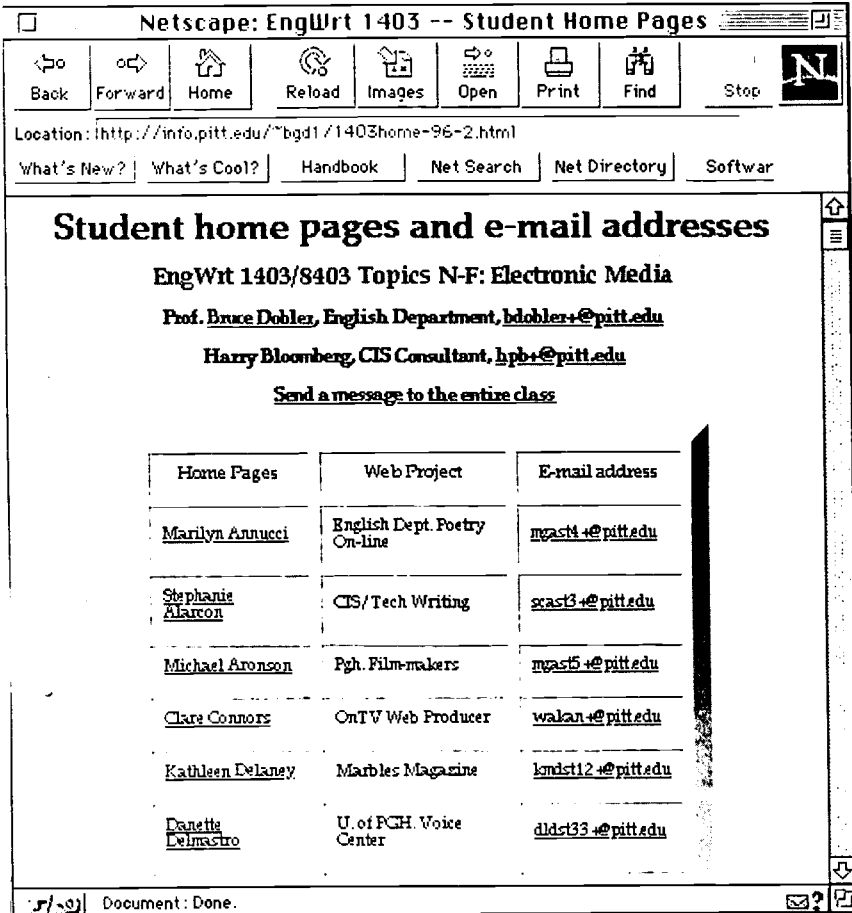 Netscape: EngWrt 1403 -- Student Home Pages
Back Forward Home Reload Images Open Print Find Stop
N
Location: http://info.pitt.edu/~bgd1/1403home-96-2.html
What's New? What's Cool? Handbook Net Search Net Directory Softwar
Student home pages and e-mail addresses
EngWrt 1403/8403 Topics N-F: Electronic Media
Prof. Bruce Dobler, English Department, bdobler+@pitt.edu
Harry Bloomberg, CIS Consultant, hpb+@pitt.edu
Send a message to the entire class
Home Pages Web Project E-mail address
Marilyn Annucci English Dept. Poetry On-line mgast4+@pitt.edu
Stephanie Alarcon CIS/Tech Writing scast3+@pitt.edu
Michael Aronson Pgh. Film-makers mgast5+@pitt.edu
Clare Connors OnTV Web Producer walcan+@pitt.edu
Kathleen Delaney Marbles Magazine kmdst12+@pitt.edu
Danette Delmastro U. of PGH. Voice Center dldst33+@pitt.edu
Document: Done.
?